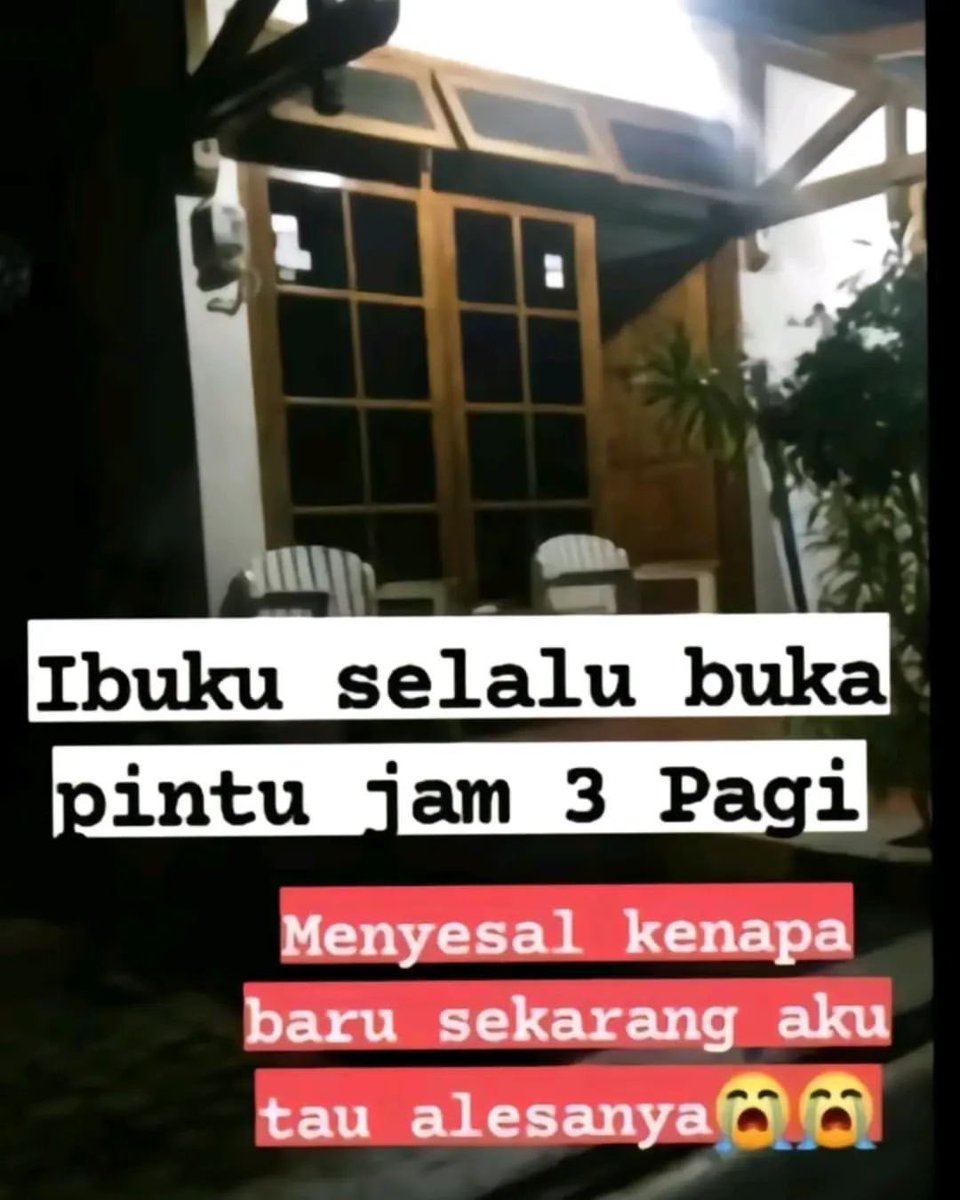 Ibuku selalu buka
pintu jam 3 Pagi
Menyesal kenapa
baru sekarang aku
tau alesanya😭😭